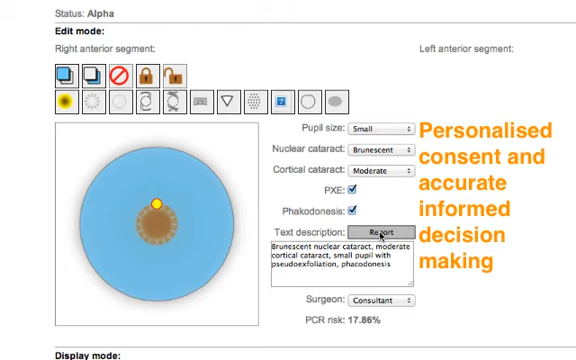 Status: Alpha
Edit mode:
Right anterior segment:
Left anterior segment:
Pupil size: Small
Nuclear cataract: Brunescent
Cortical cataract: Moderate
PXE:
Phakodonesis:
Text description: Report
Brunescent nuclear cataract, moderate
cortical cataract, small pupil with
pseudoexfoliation, phacodonesis
Surgeon: Consultant
PCR risk: 17.86%
Personalised
consent and
accurate
informed
decision
making
Display mode: